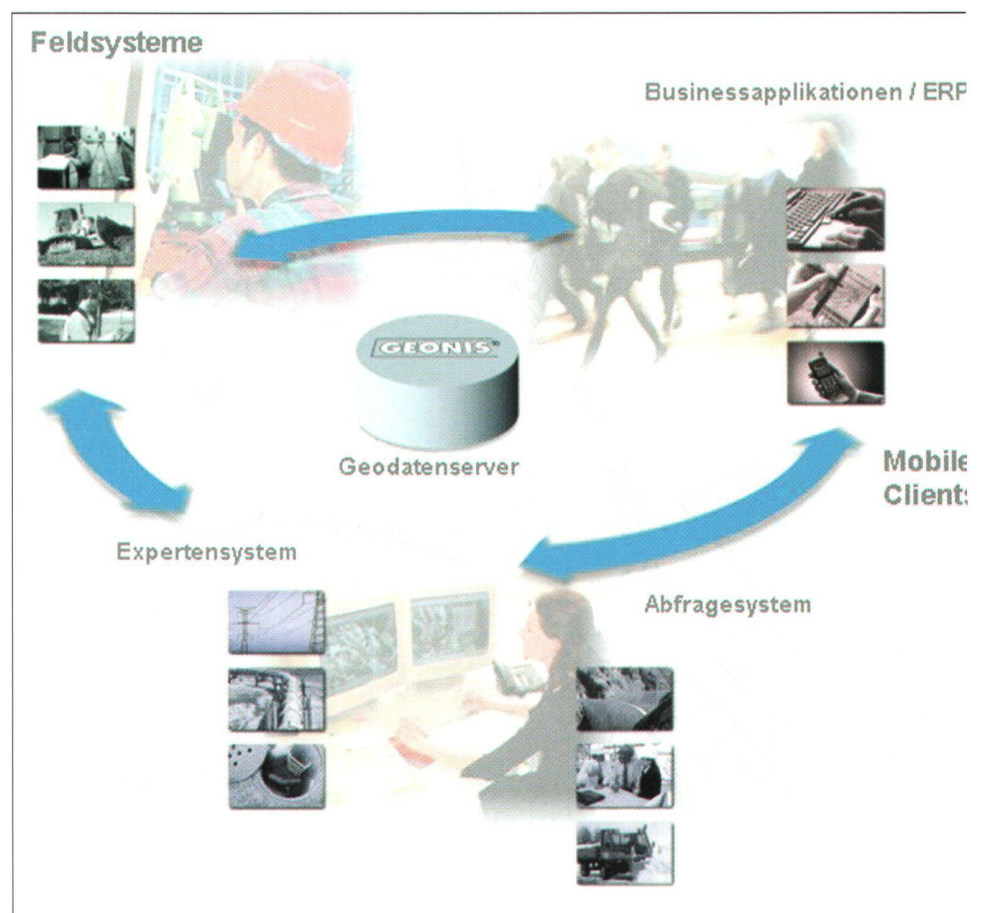 Feldsysteme
Businessapplikationen / ERP
GEONIS®
Geodatenserver
Mobile
Clients
Expertensystem
Abfragesystem